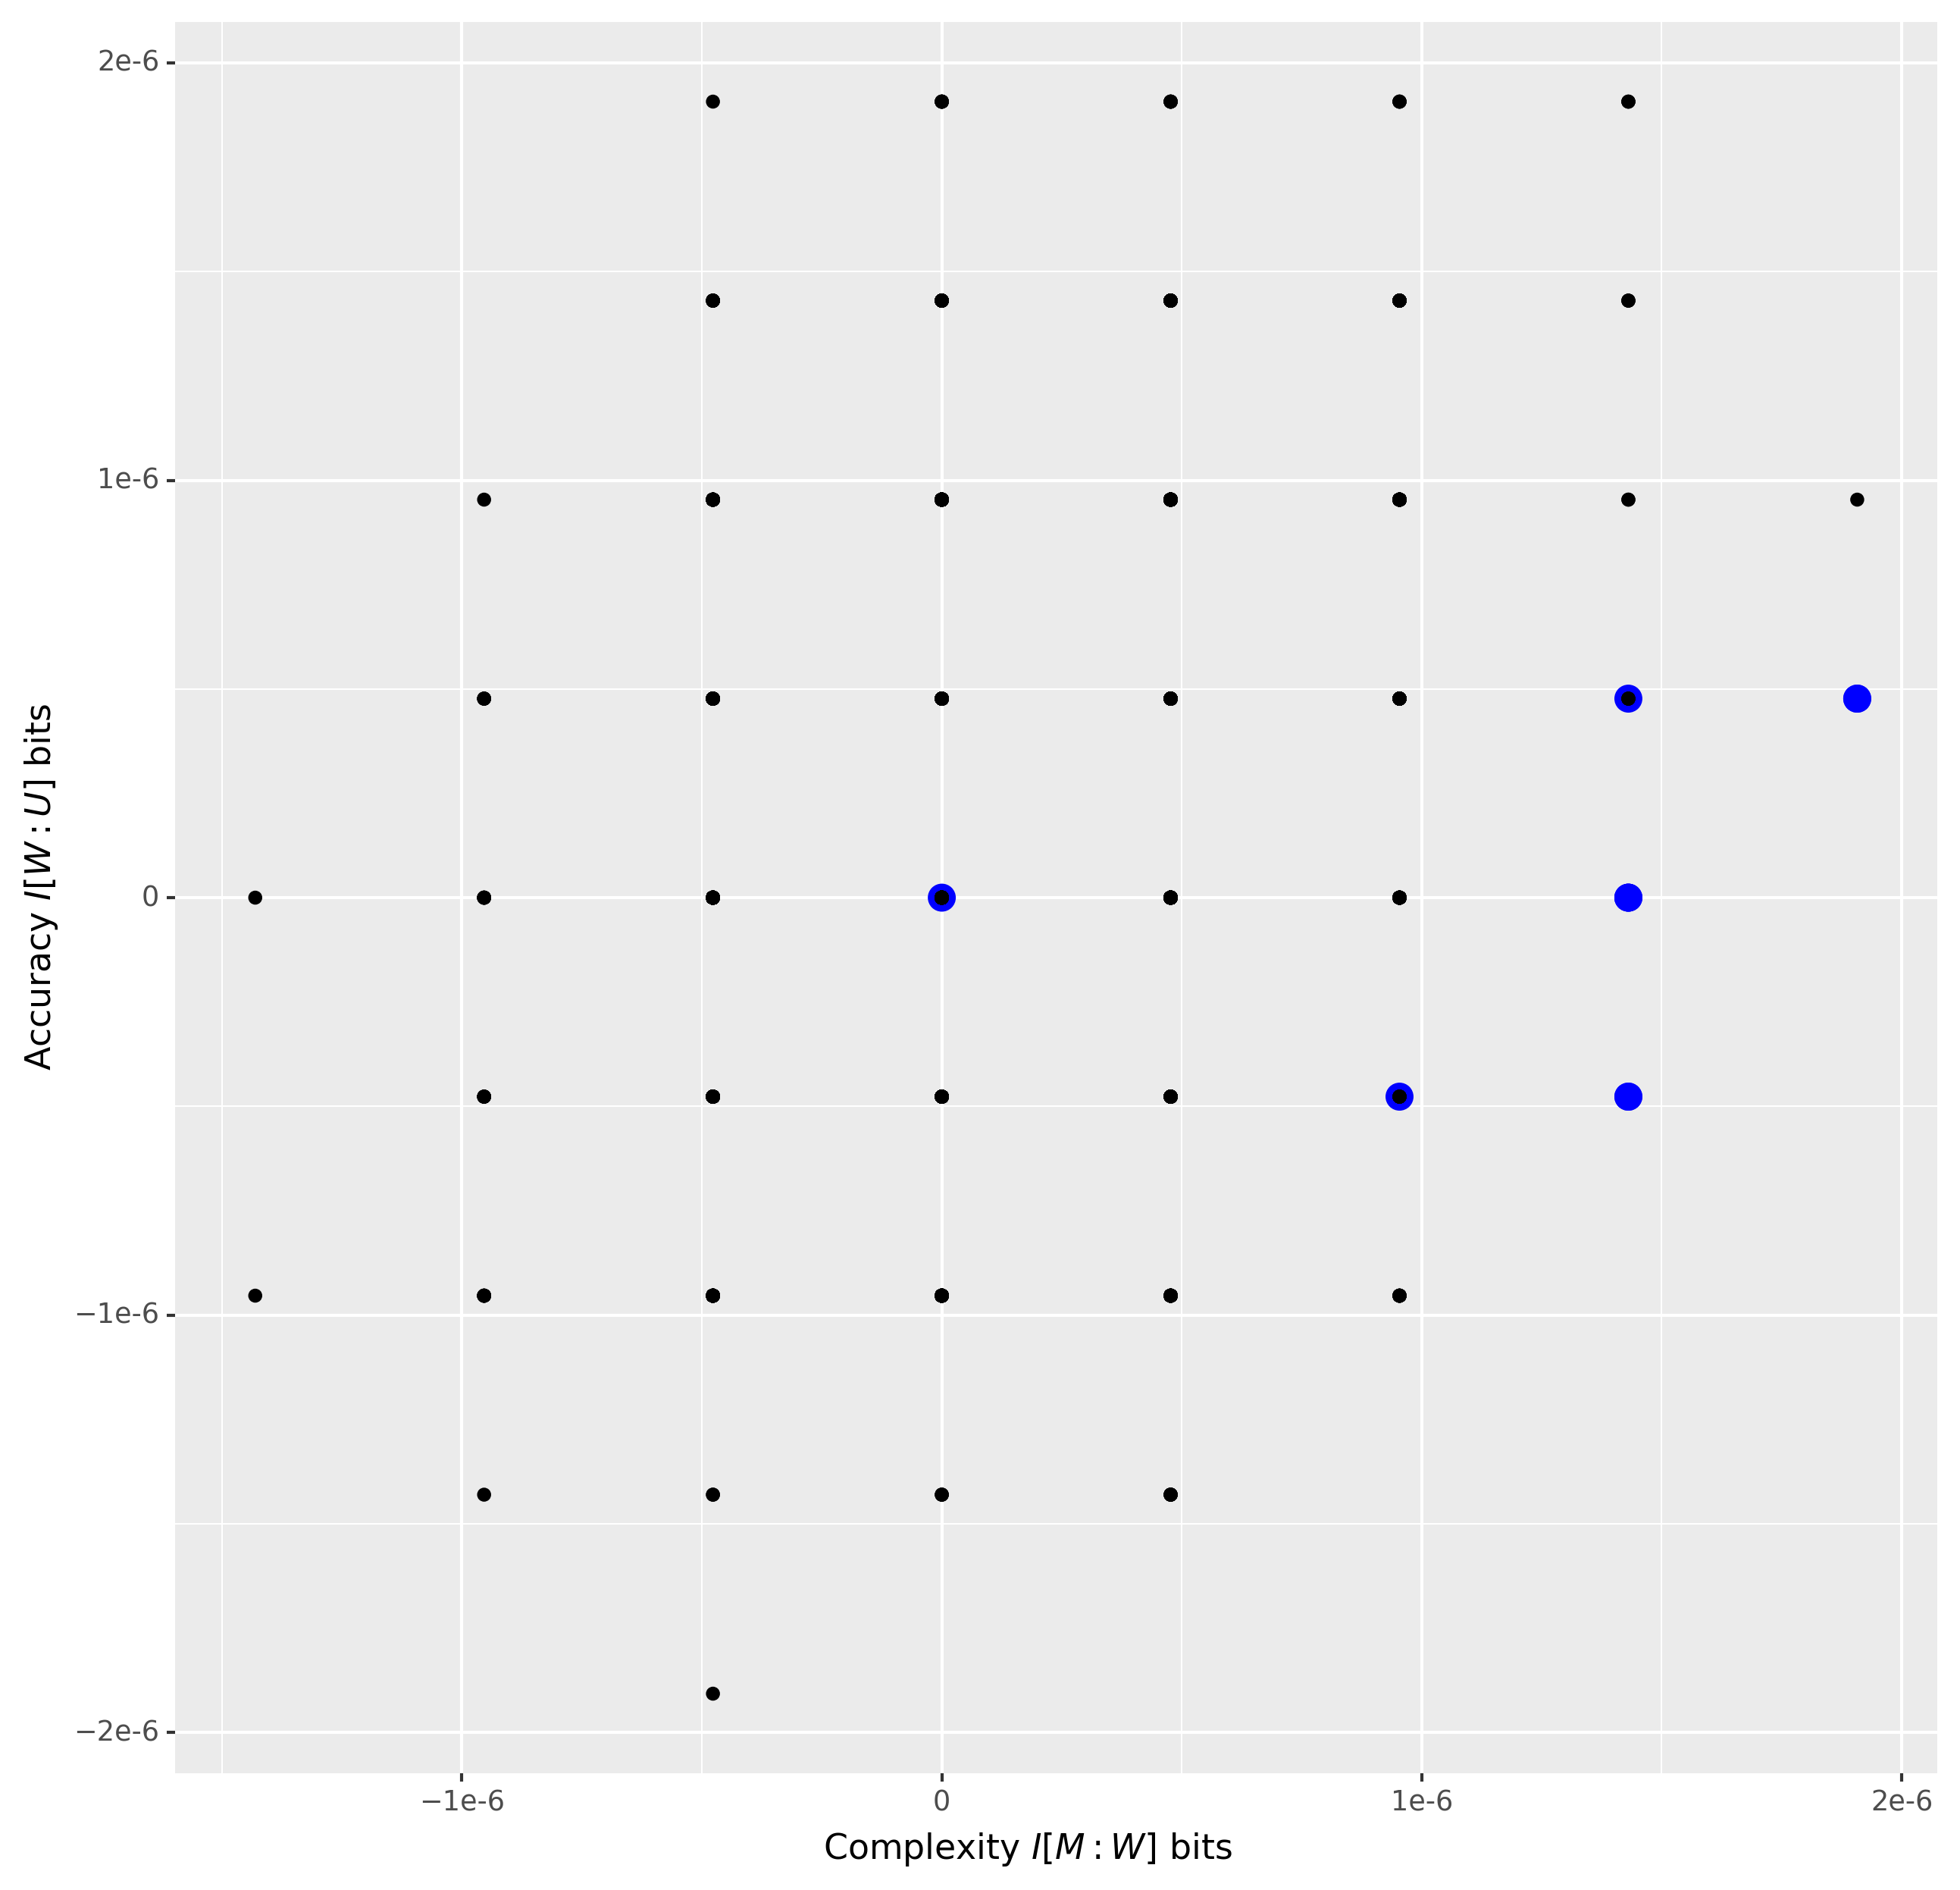 2e-6
1e-6
0
−1e-6
−2e-6
Accuracy I[W : U] bits
−1e-6 0 1e-6 2e-6
Complexity I[M : W] bits